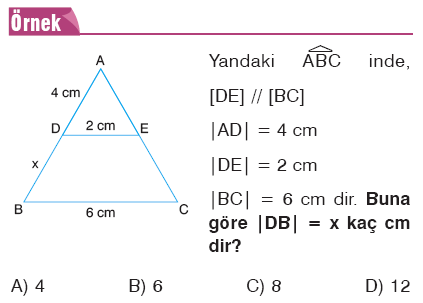 Örnek
A
4 cm
D
2 cm
E
x
B
6 cm
C
Yandaki ABC inde,
[DE] // [BC]
|AD| = 4 cm
|DE| = 2 cm
|BC| = 6 cm dir. Buna
göre |DB| = x kaç cm
dir?
A) 4 B) 6 C) 8 D) 12